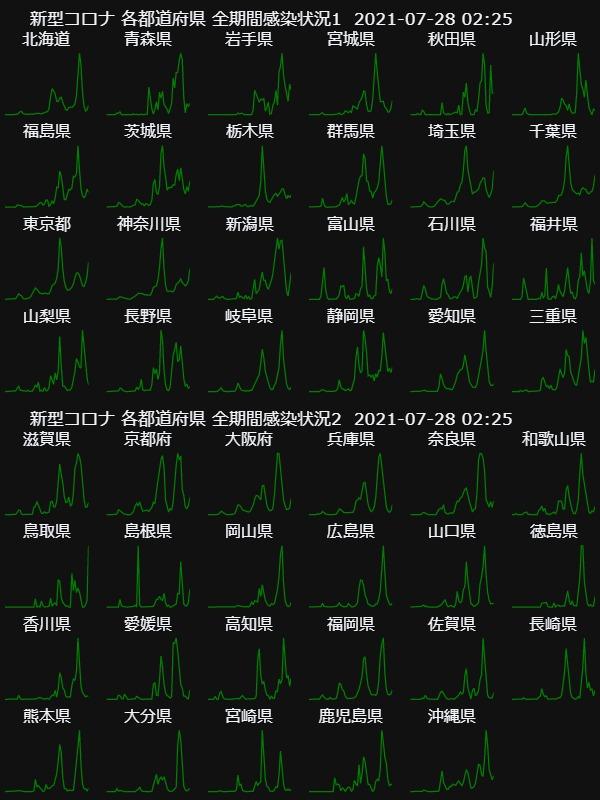 新型コロナ 各都道府県 全期間感染状況1 2021-07-28 02:25
北海道 青森県 岩手県 宮城県 秋田県 山形県
福島県 茨城県 栃木県 群馬県 埼玉県 千葉県
東京都 神奈川県 新潟県 富山県 石川県 福井県
山梨県 長野県 岐阜県 静岡県 愛知県 三重県
新型コロナ 各都道府県 全期間感染状況2 2021-07-28 02:25
滋賀県 京都府 大阪府 兵庫県 奈良県 和歌山県
鳥取県 島根県 岡山県 広島県 山口県 徳島県
香川県 愛媛県 高知県 福岡県 佐賀県 長崎県
熊本県 大分県 宮崎県 鹿児島県 沖縄県